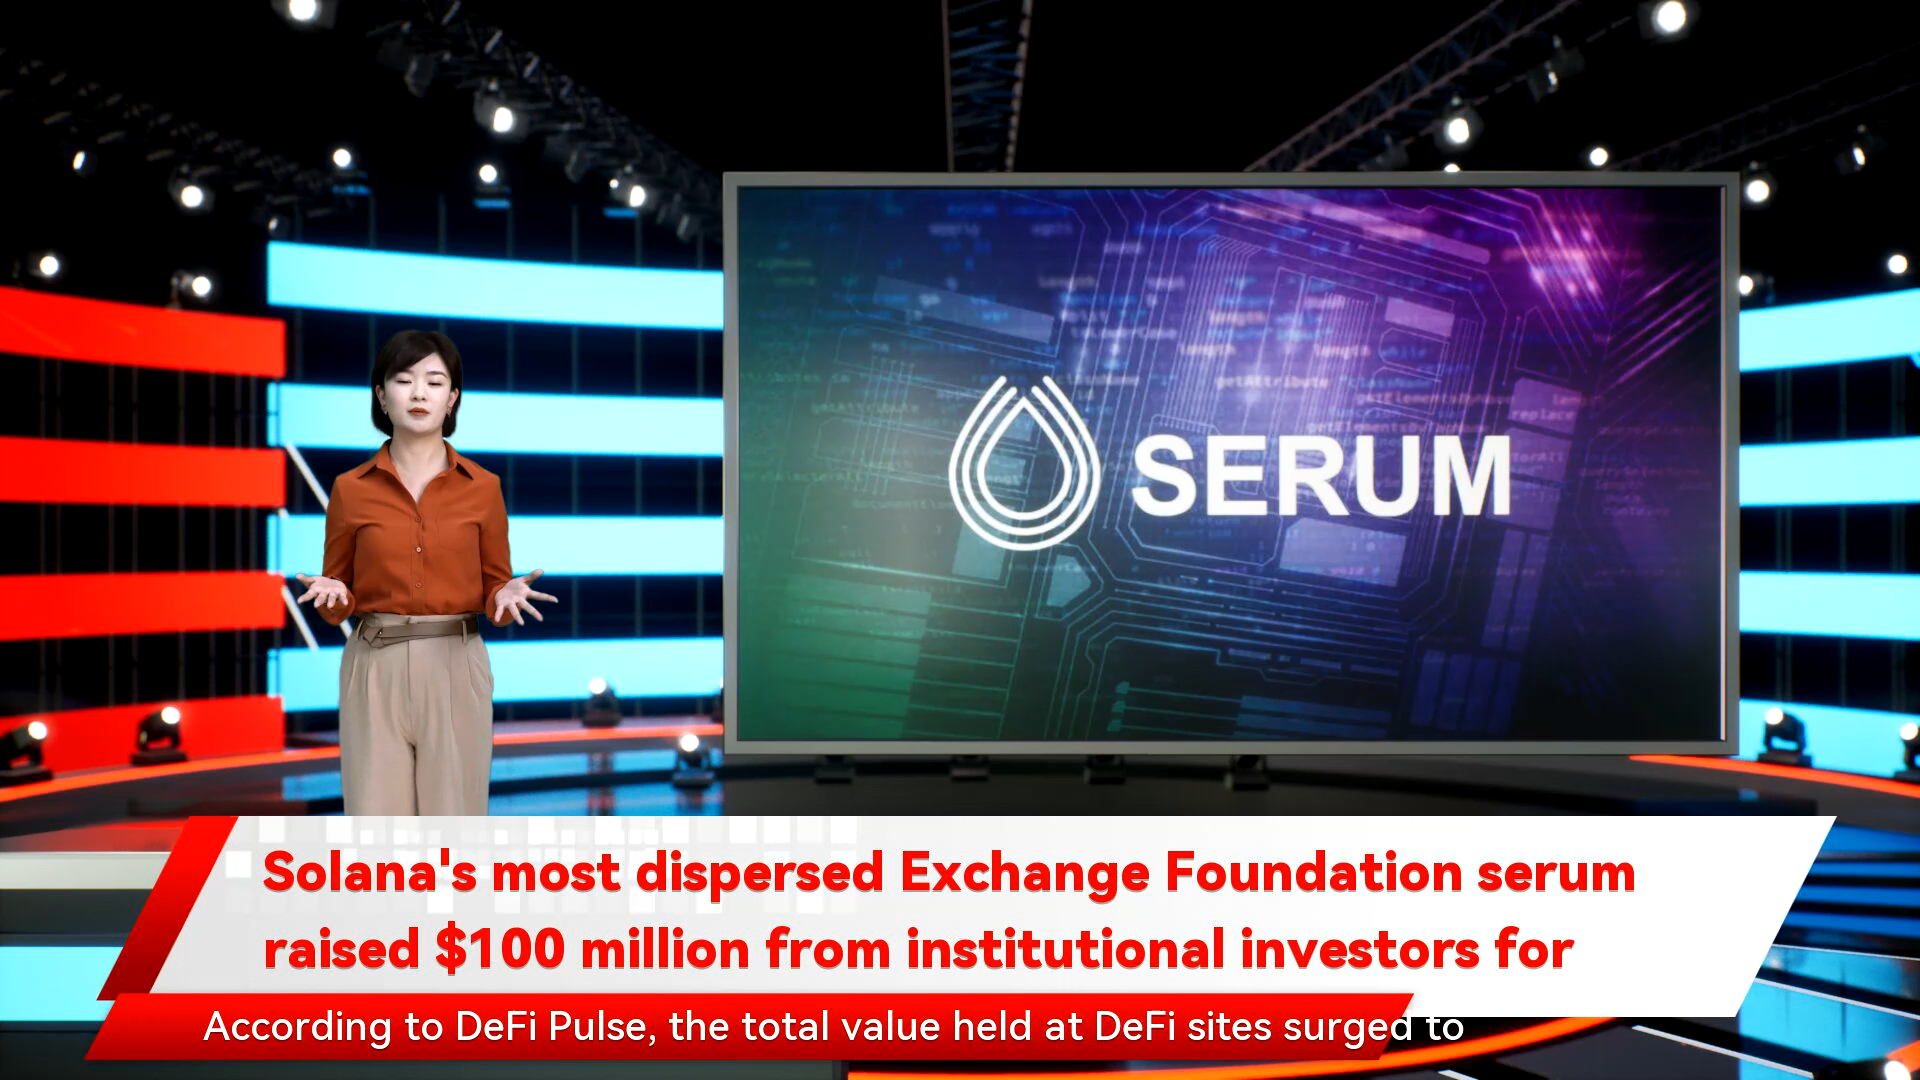 SERUM
getAttribute
Solana's most dispersed Exchange Foundation serum
raised $100 million from institutional investors for
According to DeFi Pulse, the total value held at DeFi sites surged to